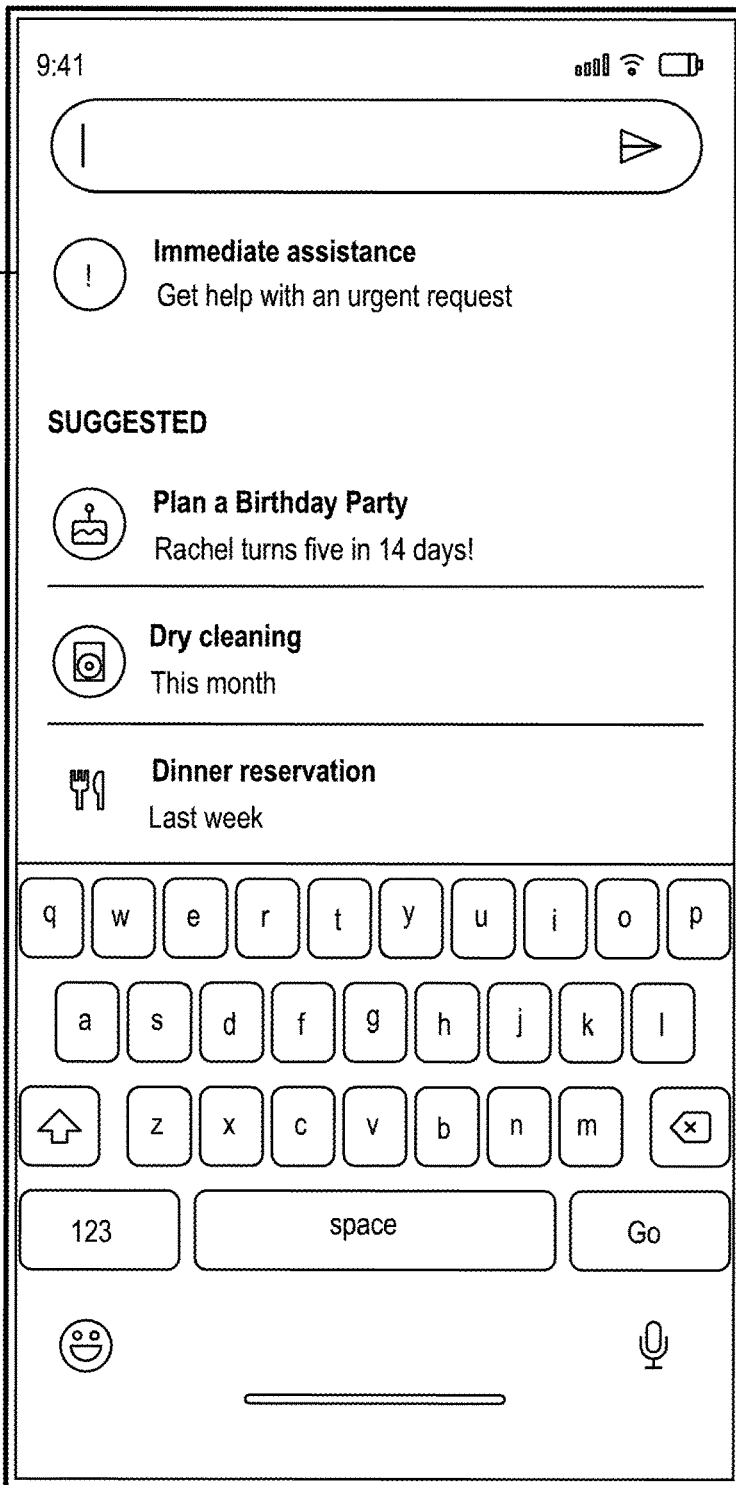 9:41
!
Immediate assistance
Get help with an urgent request
SUGGESTED
Plan a Birthday Party
Rachel turns five in 14 days!
Dry cleaning
This month
Dinner reservation
Last week
q w e r t y u i o p
a s d f g h j k l
z x c v b n m
123 space Go